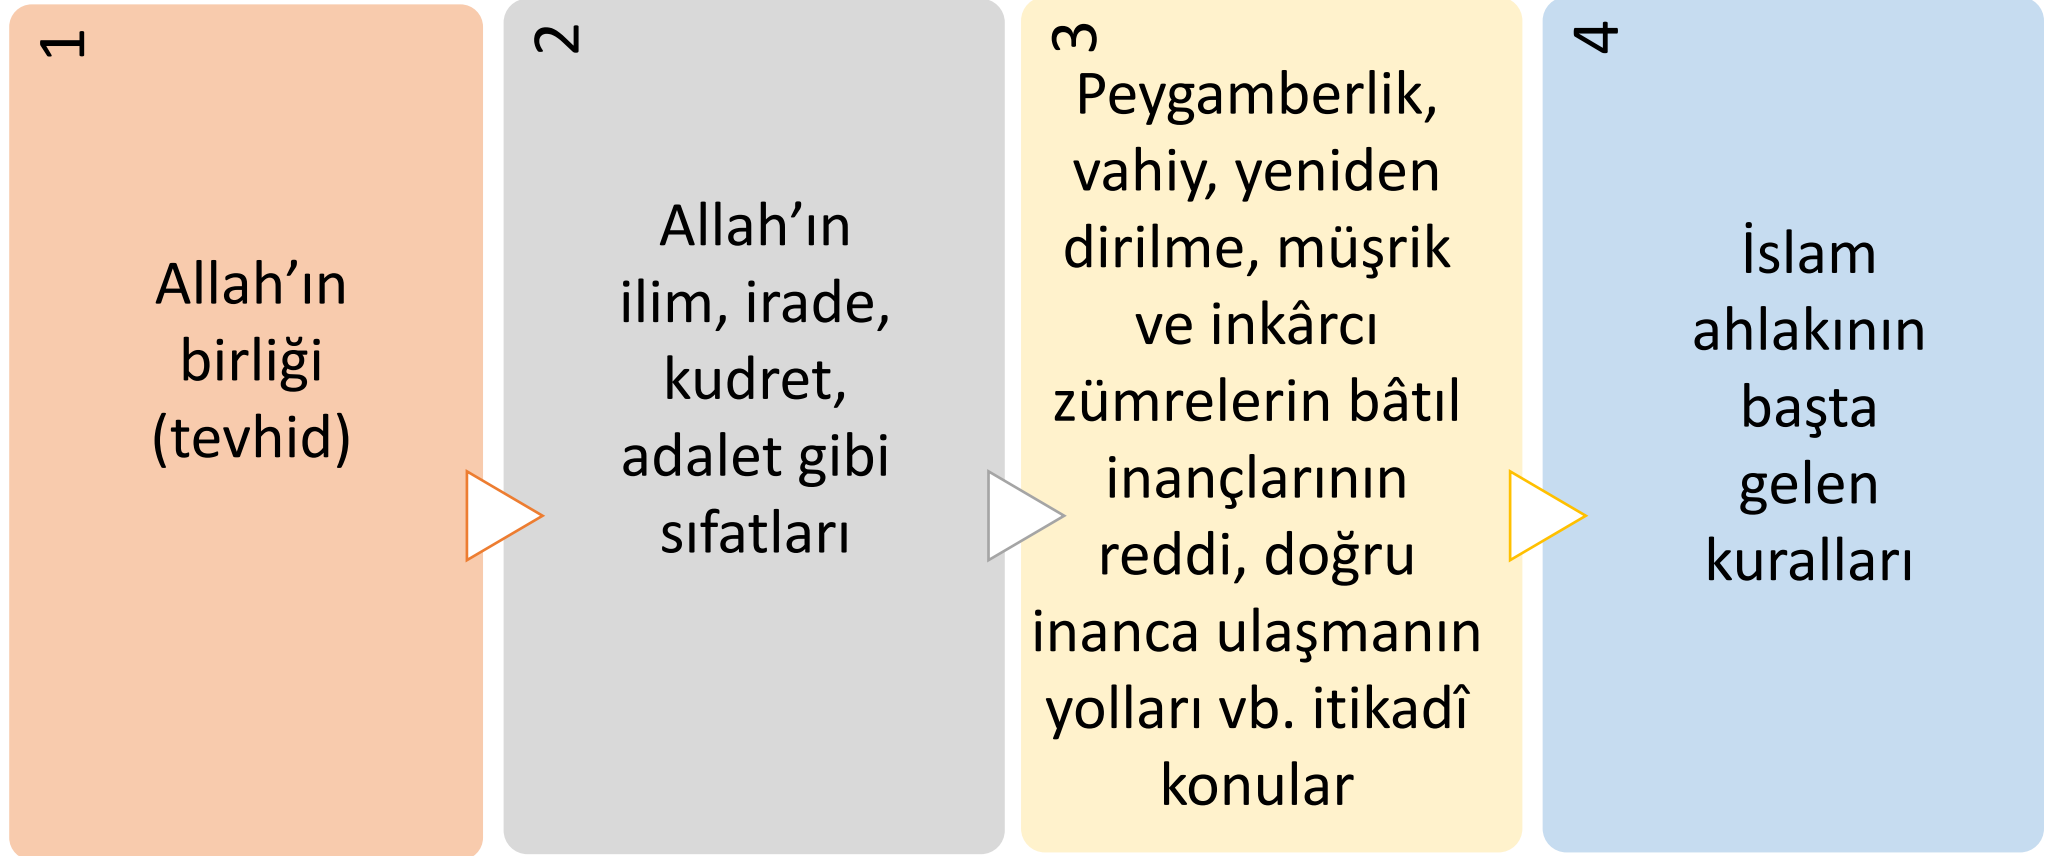 1
Allah’ın
birliği
(tevhid)
2
Allah’ın
ilim, irade,
kudret,
adalet gibi
sıfatları
3
Peygamberlik,
vahiy, yeniden
dirilme, müşrik
ve inkârcı
zümrelerin bâtıl
inançlarının
reddi, doğru
inanca ulaşmanın
yolları vb. itikadî
konular
4
İslam
ahlakının
başta
gelen
kuralları